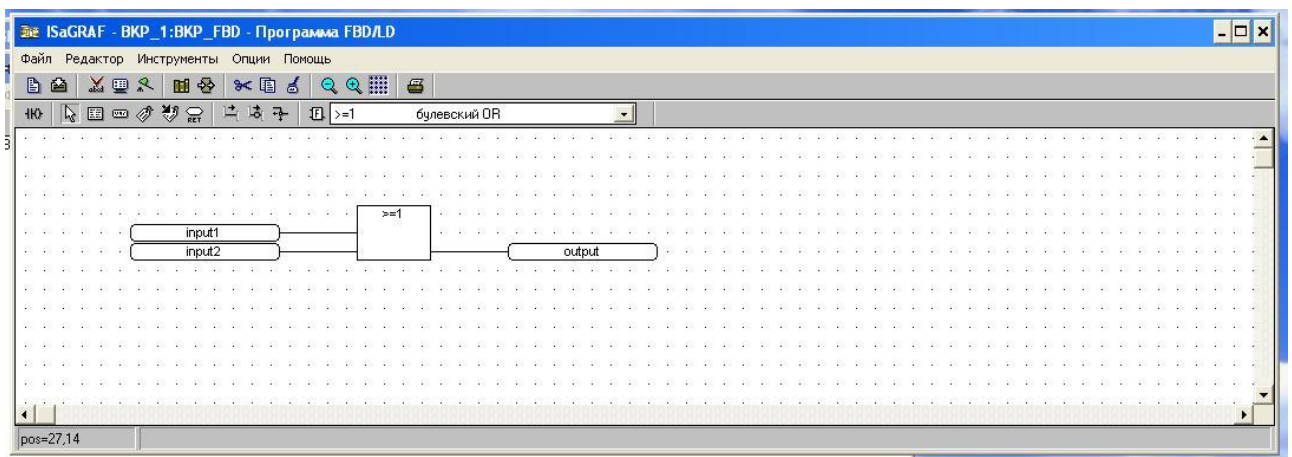 ISaGRAF - BKP_1:BKP_FBD - Программа FBD/LD
Файл Редактор Инструменты Опции Помощь
RET >=1 булевский OR
>=1
input1
input2
output
pos=27,14